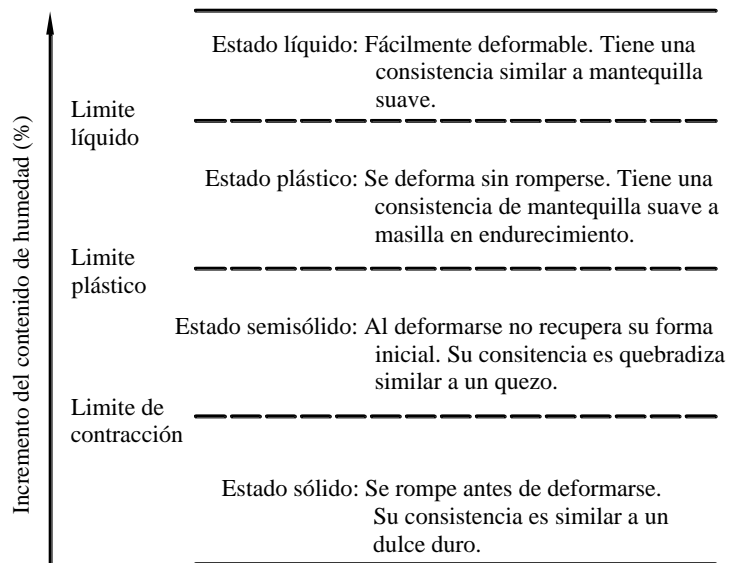 Incremento del contenido de humedad (%)
Estado líquido: Fácilmente deformable. Tiene una
consistencia similar a mantequilla
suave.
Limite
líquido
Estado plástico: Se deforma sin romperse. Tiene una
consistencia de mantequilla suave a
masilla en endurecimiento.
Limite
plástico
Estado semisólido: Al deformarse no recupera su forma
inicial. Su consitencia es quebradiza
similar a un quezo.
Limite de
contracción
Estado sólido: Se rompe antes de deformarse.
Su consistencia es similar a un
dulce duro.